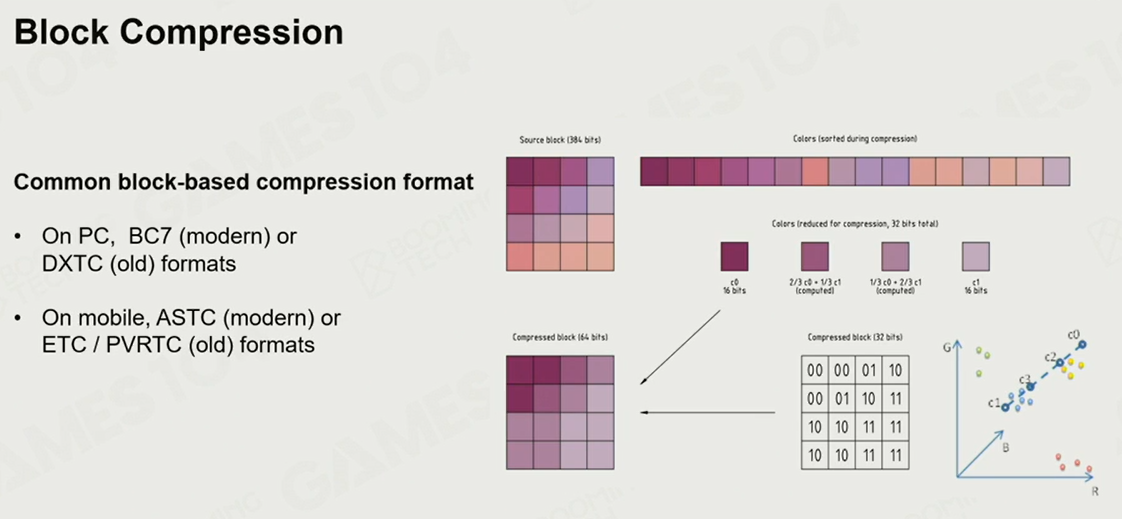 Block Compression
Common block-based compression format
• On PC, BC7 (modern) or
DXTC (old) formats
• On mobile, ASTC (modern) or
ETC / PVRTC (old) formats
Source block (384 bits)
Colors (sorted during compression)
Colors (reduced for compression, 32 bits total)
c0
16 bits
2/3 c0 + 1/3 c1
(computed)
1/3 c0 + 2/3 c1
(computed)
c1
16 bits
Compressed block (64 bits)
Compressed block (32 bits)
00 00 01 10
00 01 10 11
10 10 11 11
10 10 11 11
G
c0
c2
c3
c1
B
R
GAMES104
BOOMING
TECH